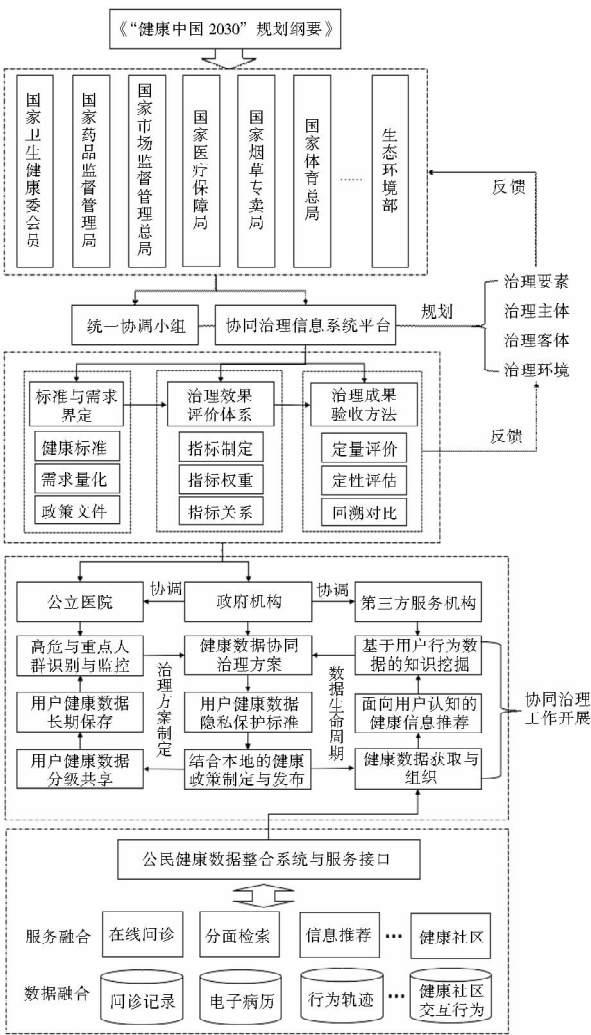 《“健康中国 2030”规划纲要》
国家卫生健康委员会
国家药品监督管理局
国家市场监督管理总局
国家医疗保障局
国家烟草专卖局
国家体育总局
……
生态环境部
反馈
统一协调小组
协同治理信息系统平台
规划
治理要素
治理主体
治理客体
治理环境
标准与需求
界定
健康标准
需求量化
政策文件
治理效果
评价体系
指标制定
指标权重
指标关系
治理成果
验收方法
定量评价
定性评估
回溯对比
反馈
公立医院
协调
政府机构
协调
第三方服务机构
高危与重点人
群识别与监控
治理方案制定
健康数据协同
治理方案
数据生命周期
基于用户行为
数据的知识挖掘
用户健康数据
长期保存
用户健康数据
隐私保护标准
面向用户认知的
健康信息推荐
用户健康数据
分级共享
结合本地的健康
政策制定与发布
健康数据获取与
组织
协同治理
工作开展
公民健康数据整合系统与服务接口
服务融合
在线问诊
分面检索
信息推荐
…
健康社区
数据融合
问诊记录
电子病历
行为轨迹
…
健康社区
交互行为